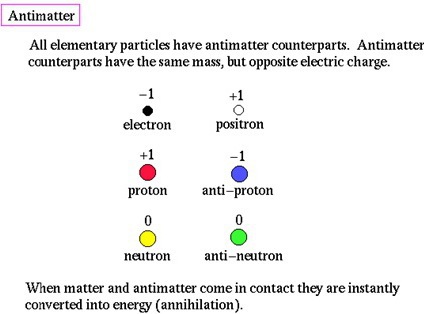 Antimatter
All elementary particles have antimatter counterparts. Antimatter
counterparts have the same mass, but opposite electric charge.
−1 +1
electron positron
+1 −1
proton anti−proton
0 0
neutron anti−neutron
When matter and antimatter come in contact they are instantly
converted into energy (annihilation).